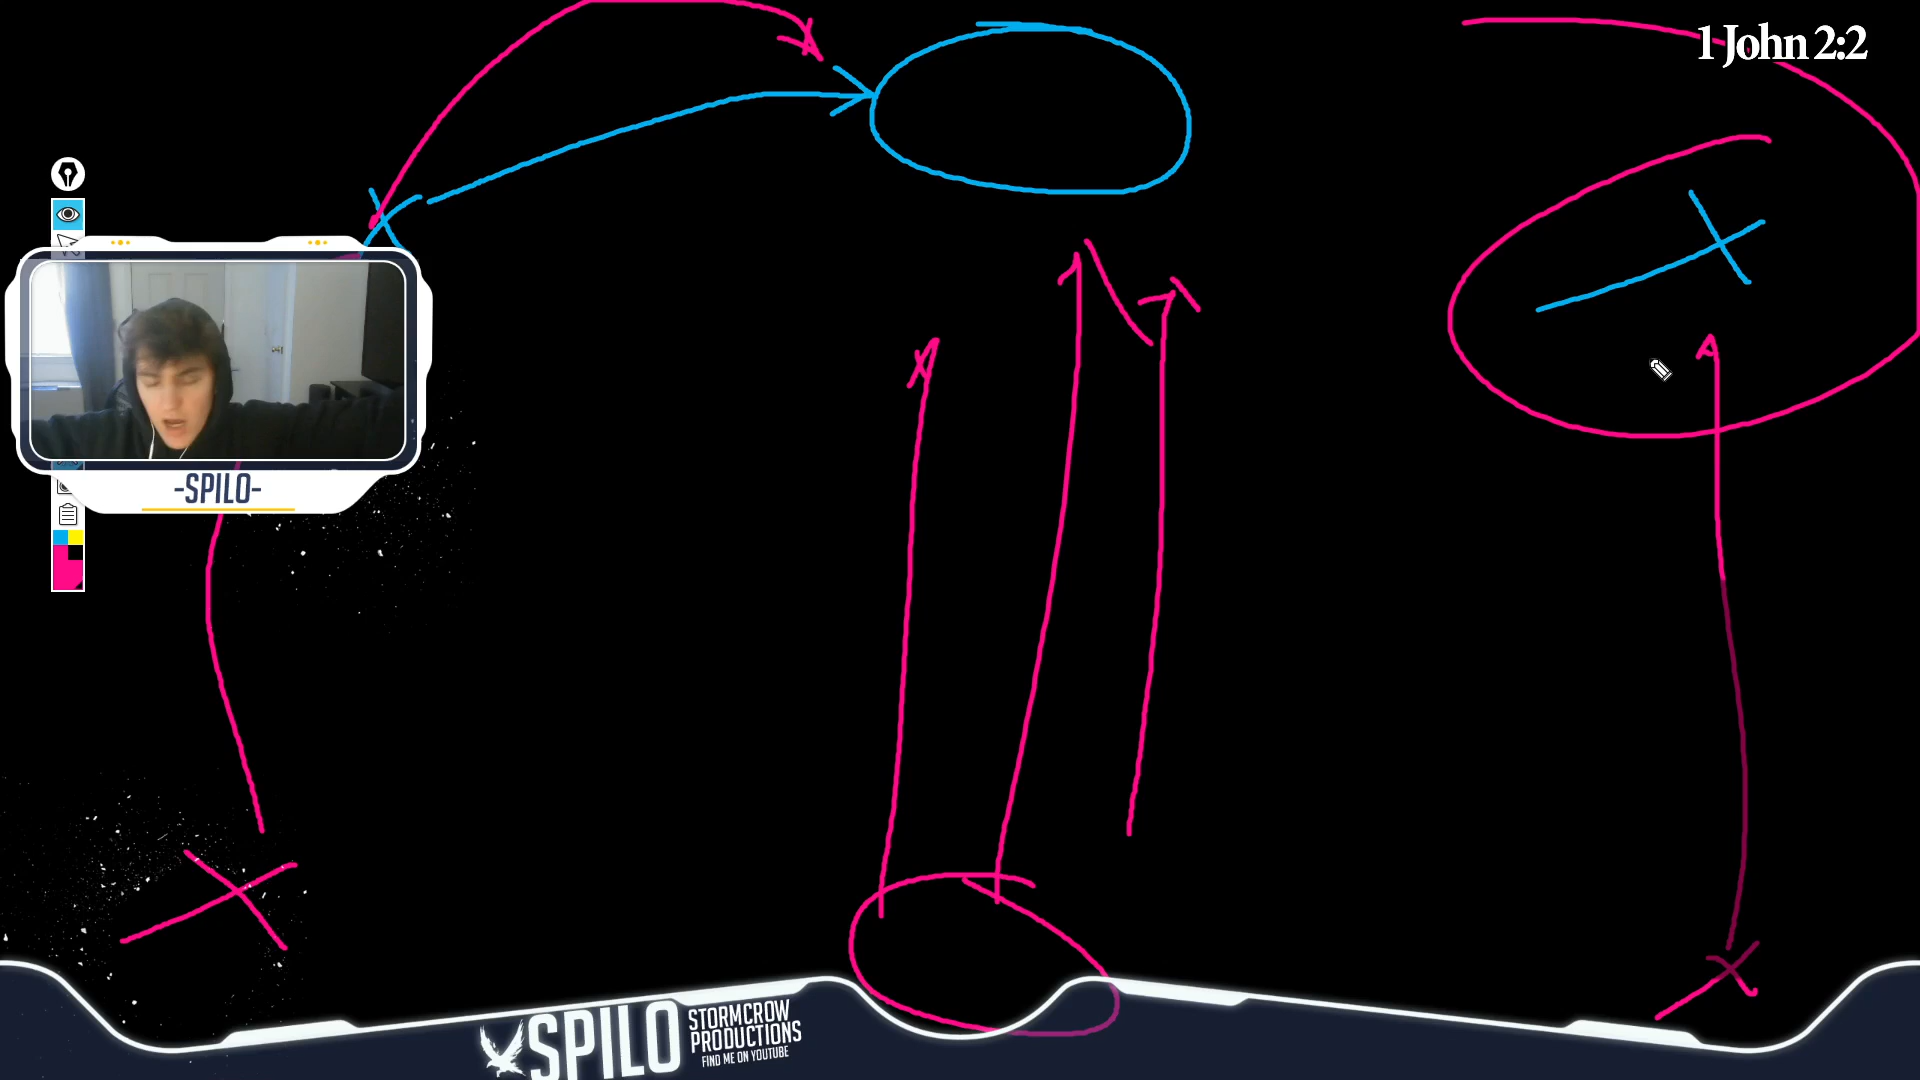 1 John 2:2
-SPILO-
SPILO
STORMCROW
PRODUCTIONS
FIND ME ON YOUTUBE